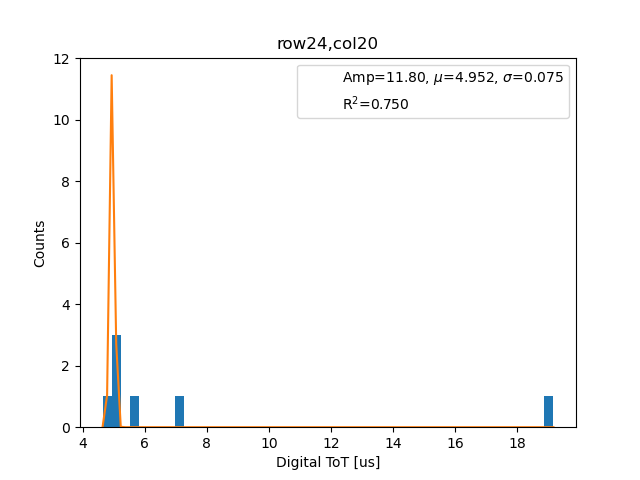 row24,col20
Amp=11.80, μ=4.952, σ=0.075
R²=0.750
12
10
8
6
4
2
0
Counts
4 6 8 10 12 14 16 18
Digital ToT [us]